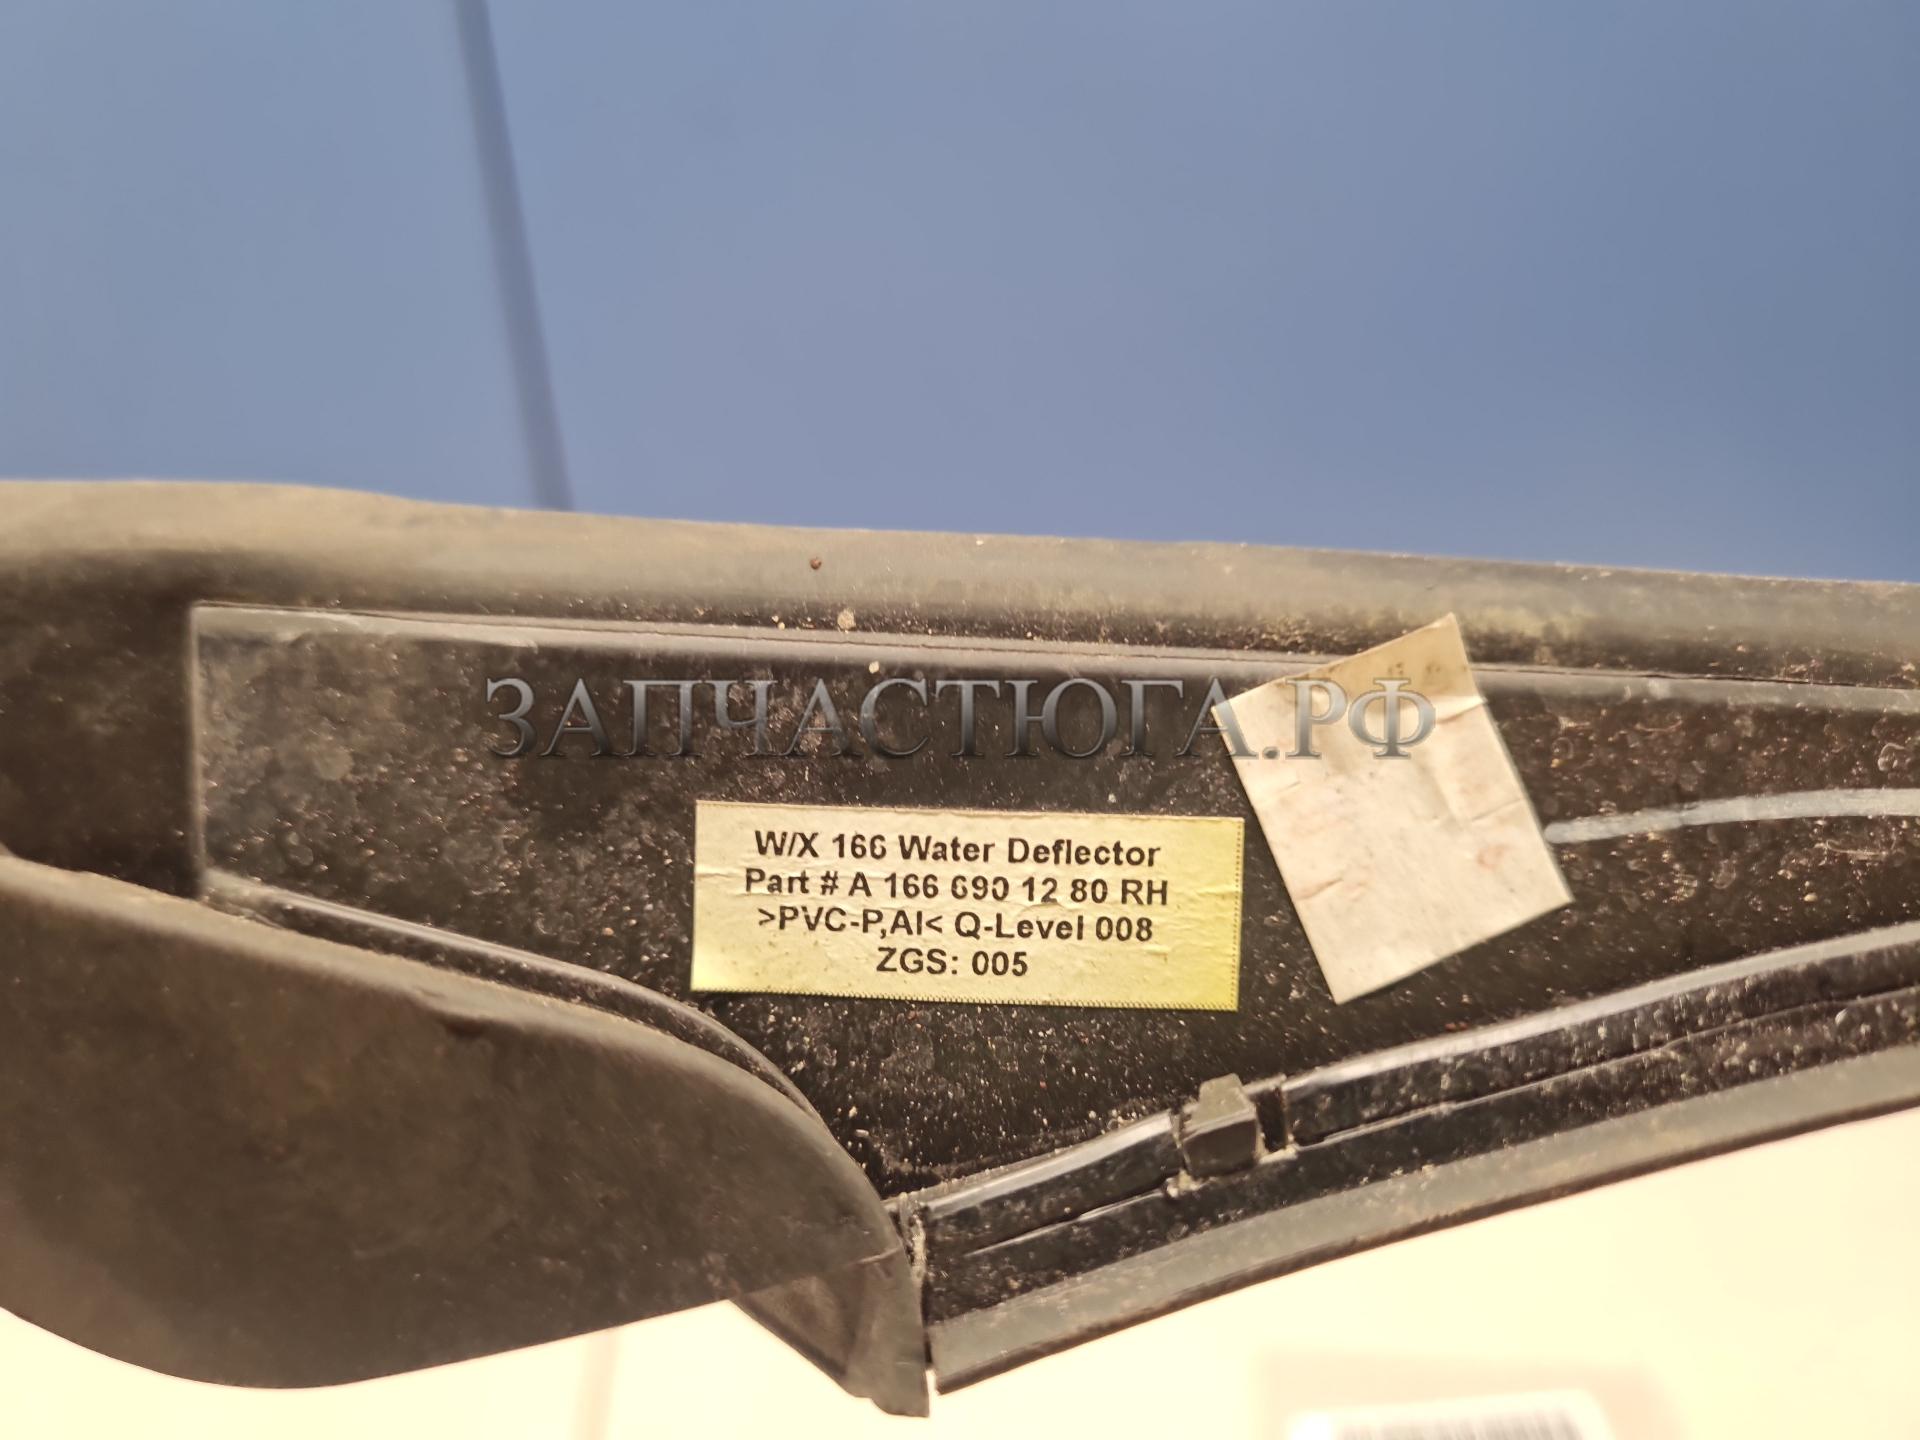 ЗАПЧАСТЮГА.РФ
W/X 166 Water Deflector
Part # A 166 690 12 80 RH
>PVC-P,Al< Q-Level 008
ZGS: 005